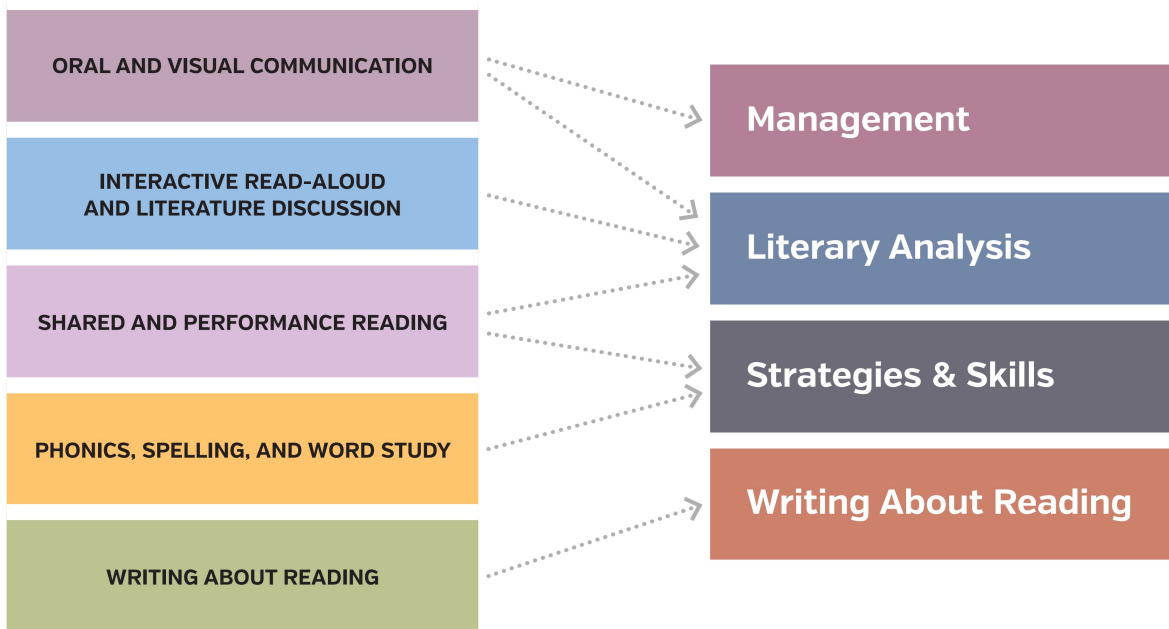 ORAL AND VISUAL COMMUNICATION
INTERACTIVE READ-ALOUD
AND LITERATURE DISCUSSION
SHARED AND PERFORMANCE READING
PHONICS, SPELLING, AND WORD STUDY
WRITING ABOUT READING
Management
Literary Analysis
Strategies & Skills
Writing About Reading